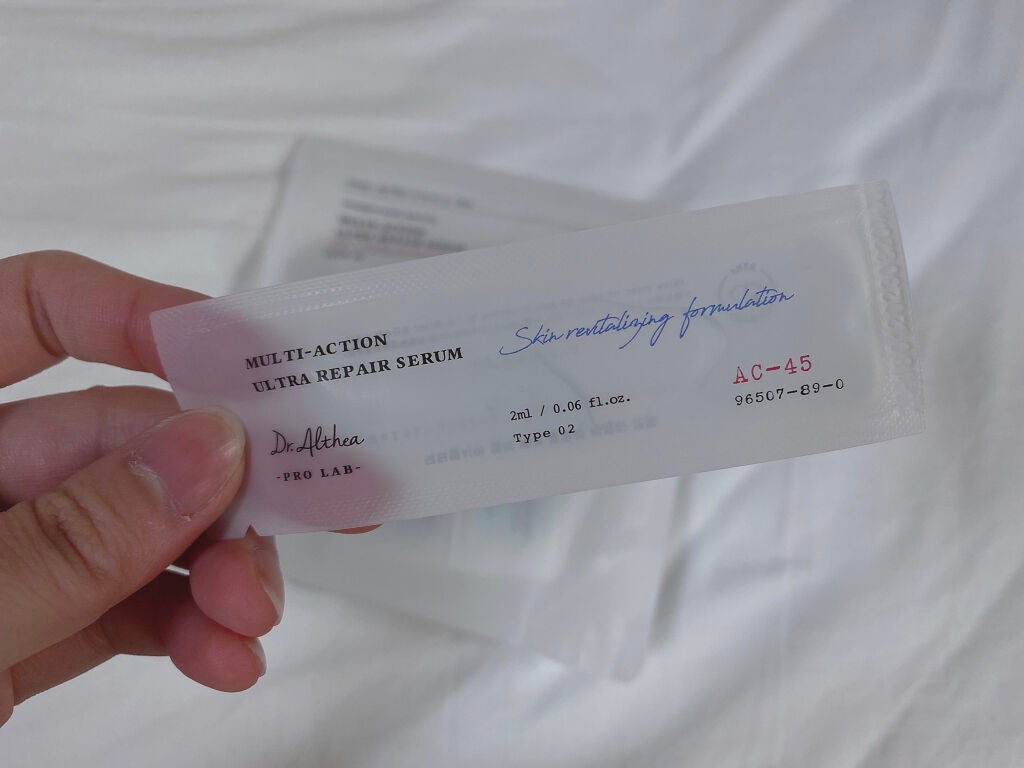 MULTI-ACTION
ULTRA REPAIR SERUM
Skin revitalizing formulation
Dr.Althea
-PRO LAB-
2ml / 0.06 fl.oz.
Type 02
AC-45
96507-89-0